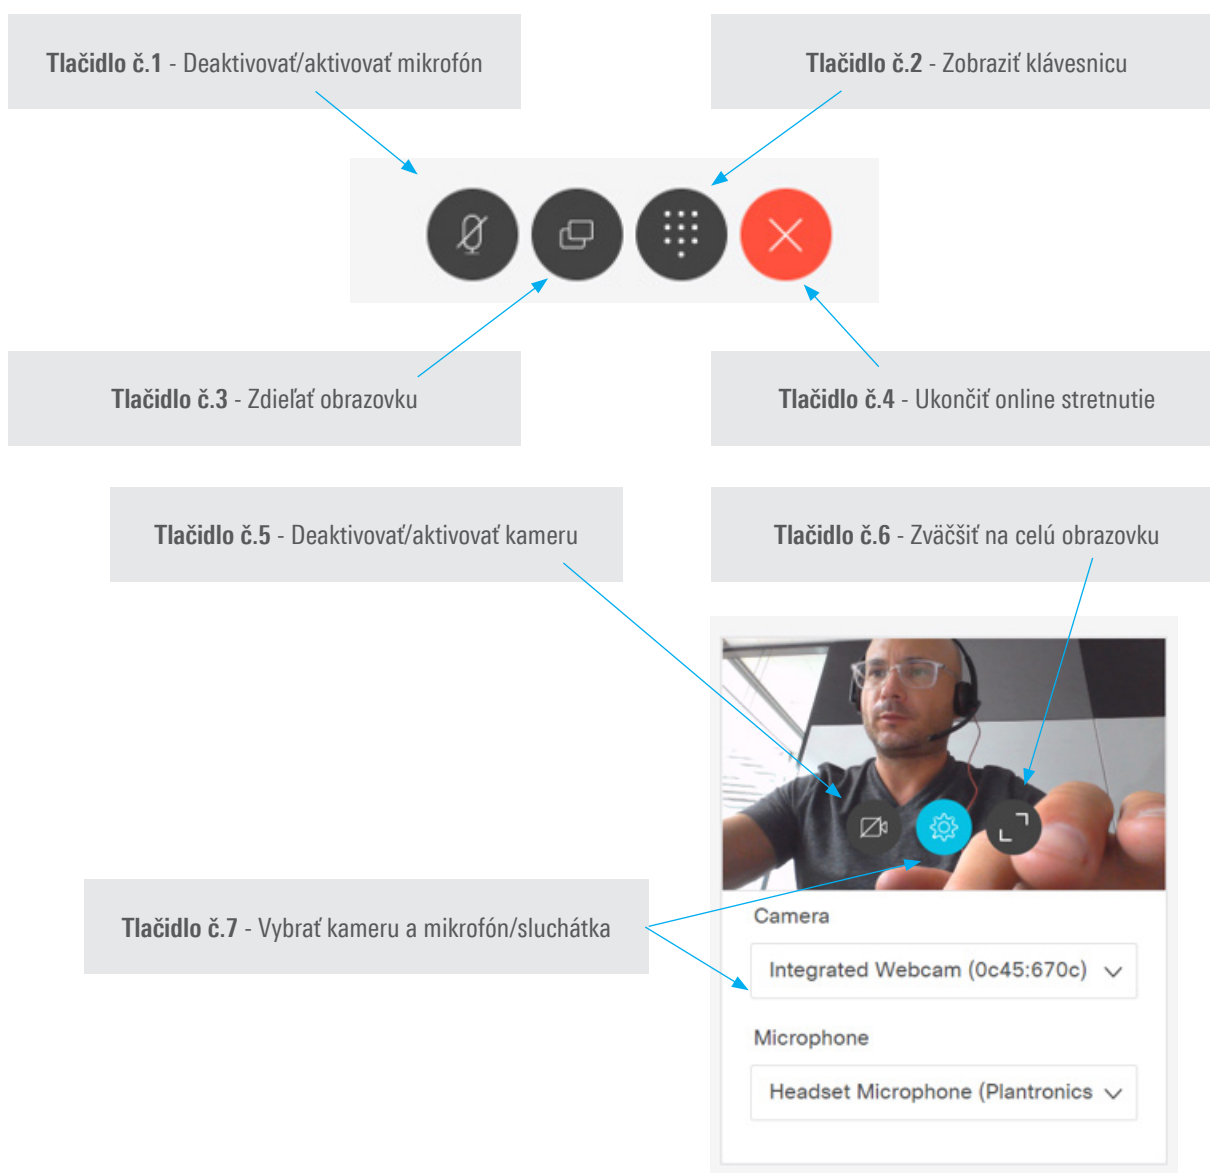 Tlačidlo č.1 - Deaktivovať/aktivovať mikrofón
Tlačidlo č.2 - Zobraziť klávesnicu
Tlačidlo č.3 - Zdieľať obrazovku
Tlačidlo č.4 - Ukončiť online stretnutie
Tlačidlo č.5 - Deaktivovať/aktivovať kameru
Tlačidlo č.6 - Zväčšiť na celú obrazovku
Tlačidlo č.7 - Vybrať kameru a mikrofón/sluchátka
Camera
Integrated Webcam (0c45:670c)
Microphone
Headset Microphone (Plantronics